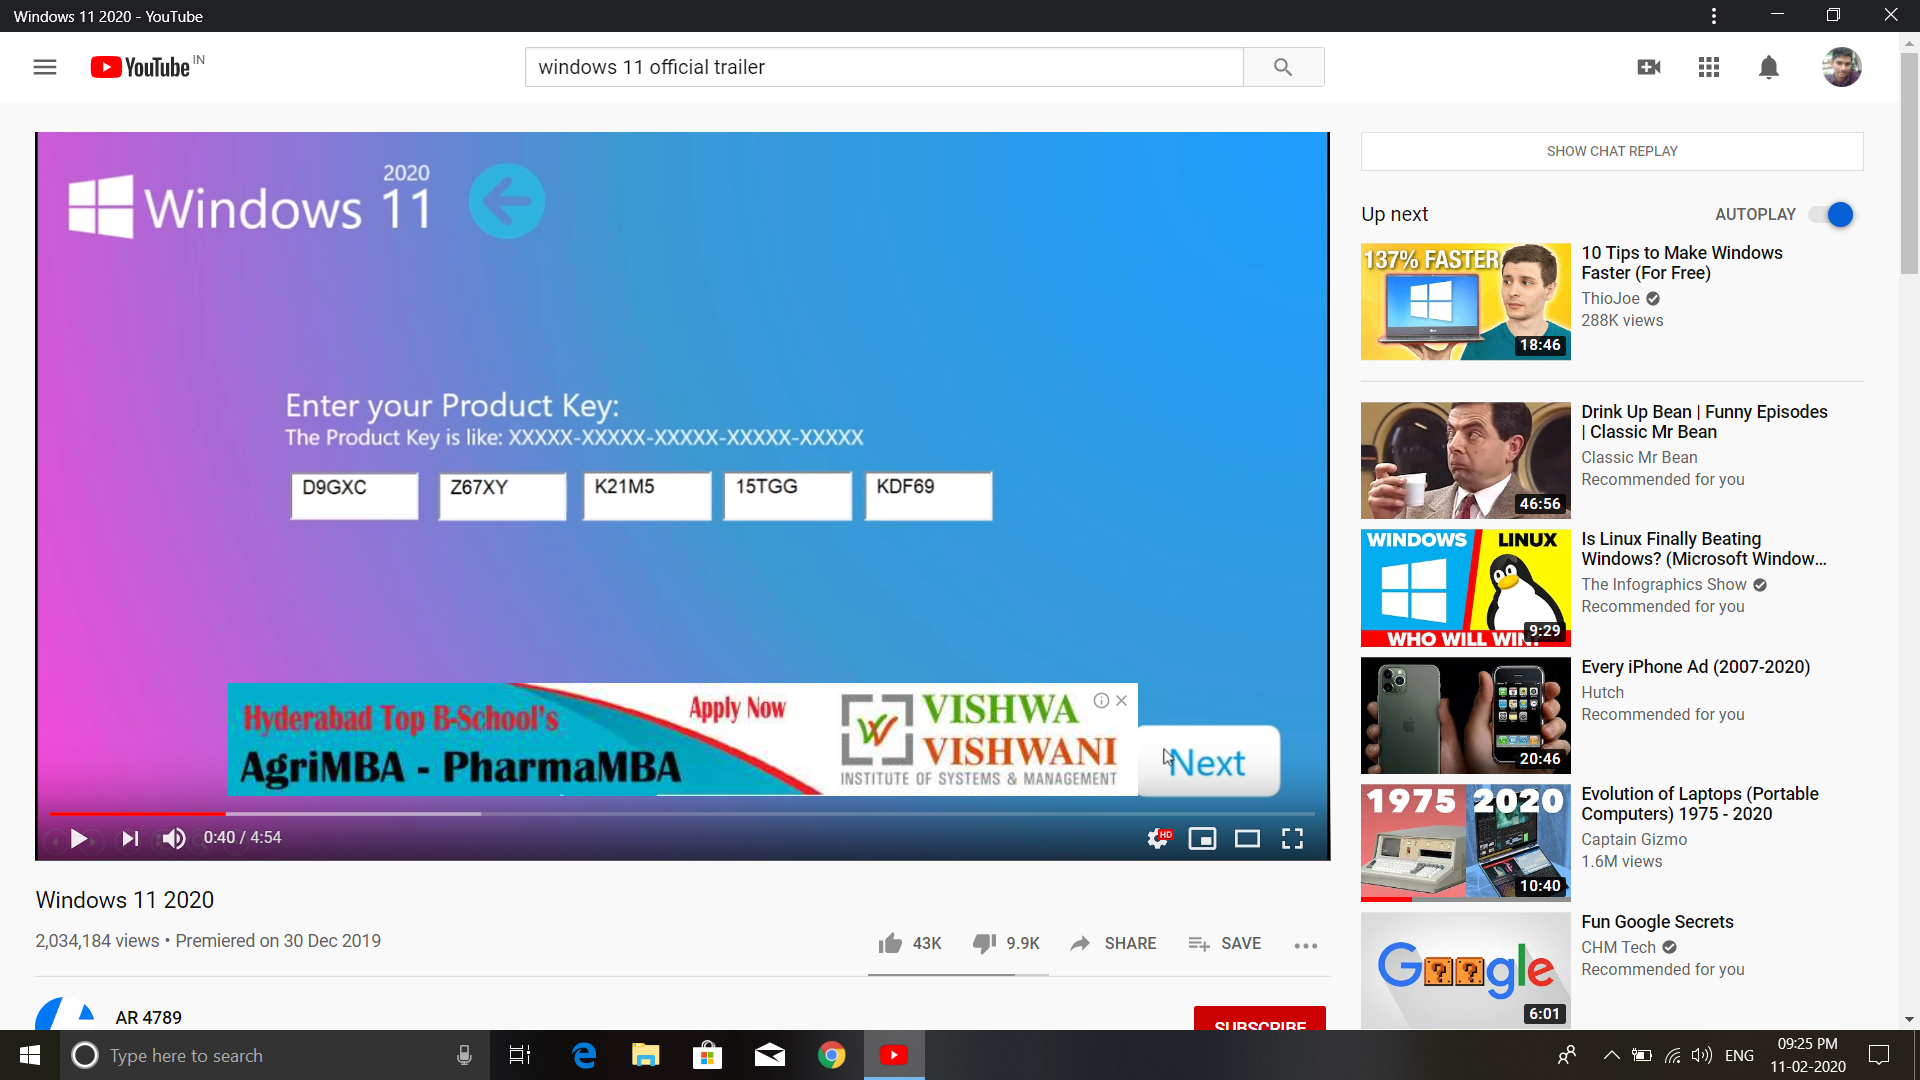 Windows 11 2020 - YouTube
YouTube IN
windows 11 official trailer
2020
Windows 11
Enter your Product Key:
The Product Key is like: XXXXX-XXXXX-XXXXX-XXXXX-XXXXX
D9GXC Z67XY K21M5 15TGG KDF69
Hyderabad Top B-School's
Apply Now
AgriMBA - PharmaMBA
VISHWA
VISHWANI
INSTITUTE OF SYSTEMS & MANAGEMENT
Next
0:40 / 4:54
HD
Windows 11 2020
2,034,184 views • Premiered on 30 Dec 2019
43K 9.9K SHARE SAVE
AR 4789
SUBSCRIBE
SHOW CHAT REPLAY
Up next
AUTOPLAY
137% FASTER
18:46
10 Tips to Make Windows
Faster (For Free)
ThioJoe
288K views
46:56
Drink Up Bean | Funny Episodes
| Classic Mr Bean
Classic Mr Bean
Recommended for you
WINDOWS LINUX
WHO WILL WIN?
9:29
Is Linux Finally Beating
Windows? (Microsoft Window...
The Infographics Show
Recommended for you
20:46
Every iPhone Ad (2007-2020)
Hutch
Recommended for you
1975 2020
10:40
Evolution of Laptops (Portable
Computers) 1975 - 2020
Captain Gizmo
1.6M views
G??gle
6:01
Fun Google Secrets
CHM Tech
Recommended for you
Type here to search
ENG
09:25 PM
11-02-2020